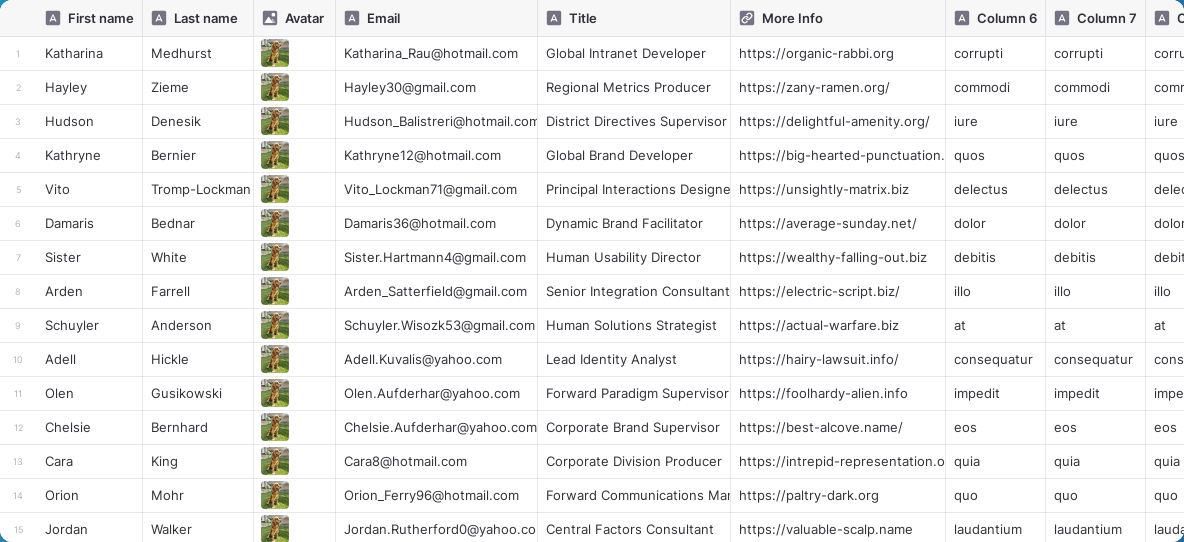 First name Last name Avatar Email Title More Info Column 6 Column 7
1 Katharina Medhurst Katharina_Rau@hotmail.com Global Intranet Developer https://organic-rabbi.org corrupti corrupti
2 Hayley Zieme Hayley30@gmail.com Regional Metrics Producer https://zany-ramen.org/ commodi commodi
3 Hudson Denesik Hudson_Balistreri@hotmail.com District Directives Supervisor https://delightful-amenity.org/ iure iure iure
4 Kathryne Bernier Kathryne12@hotmail.com Global Brand Developer https://big-hearted-punctuation. quos quos quos
5 Vito Tromp-Lockman Vito_Lockman71@gmail.com Principal Interactions Designe https://unsightly-matrix.biz delectus delectus
6 Damaris Bednar Damaris36@hotmail.com Dynamic Brand Facilitator https://average-sunday.net/ dolor dolor dolor
7 Sister White Sister.Hartmann4@gmail.com Human Usability Director https://wealthy-falling-out.biz debitis debitis
8 Arden Farrell Arden_Satterfield@gmail.com Senior Integration Consultant https://electric-script.biz/ illo illo illo
9 Schuyler Anderson Schuyler.Wisozk53@gmail.com Human Solutions Strategist https://actual-warfare.biz at at at
10 Adell Hickle Adell.Kuvalis@yahoo.com Lead Identity Analyst https://hairy-lawsuit.info/ consequatur consequatur cons
11 Olen Gusikowski Olen.Aufderhar@yahoo.com Forward Paradigm Supervisor https://foolhardy-alien.info impedit impedit impe
12 Chelsie Bernhard Chelsie.Aufderhar@yahoo.com Corporate Brand Supervisor https://best-alcove.name/ eos eos eos
13 Cara King Cara8@hotmail.com Corporate Division Producer https://intrepid-representation.o quia quia quia
14 Orion Mohr Orion_Ferry96@hotmail.com Forward Communications Mar https://paltry-dark.org quo quo quo
15 Jordan Walker Jordan.Rutherford0@yahoo.co Central Factors Consultant https://valuable-scalp.name laudantium laudantium